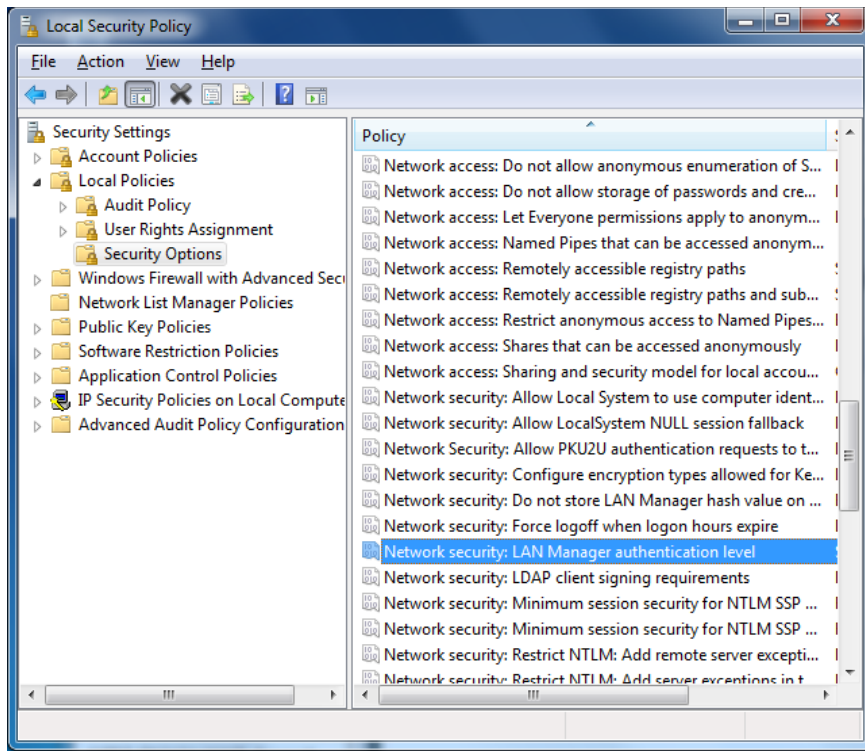 Local Security Policy
File Action View Help
Security Settings
Account Policies
Local Policies
Audit Policy
User Rights Assignment
Security Options
Windows Firewall with Advanced Secu
Network List Manager Policies
Public Key Policies
Software Restriction Policies
Application Control Policies
IP Security Policies on Local Compute
Advanced Audit Policy Configuration
Policy
Network access: Do not allow anonymous enumeration of S...
Network access: Do not allow storage of passwords and cre...
Network access: Let Everyone permissions apply to anonym...
Network access: Named Pipes that can be accessed anonym...
Network access: Remotely accessible registry paths
Network access: Remotely accessible registry paths and sub...
Network access: Restrict anonymous access to Named Pipes...
Network access: Shares that can be accessed anonymously
Network access: Sharing and security model for local accou...
Network security: Allow Local System to use computer ident...
Network security: Allow LocalSystem NULL session fallback
Network Security: Allow PKU2U authentication requests to t...
Network security: Configure encryption types allowed for Ke...
Network security: Do not store LAN Manager hash value on ...
Network security: Force logoff when logon hours expire
Network security: LAN Manager authentication level
Network security: LDAP client signing requirements
Network security: Minimum session security for NTLM SSP ...
Network security: Minimum session security for NTLM SSP ...
Network security: Restrict NTLM: Add remote server excepti...
Network security: Restrict NTLM: Add server exceptions in t